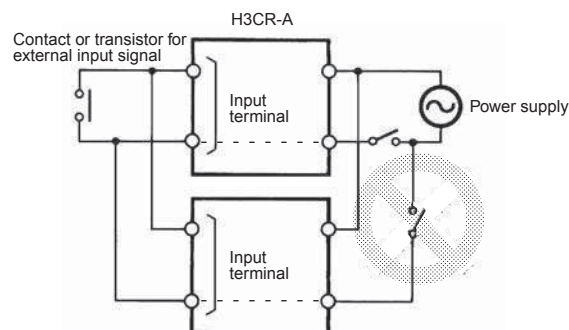 H3CR-A
Contact or transistor for
external input signal
Input
terminal
Power supply
Input
terminal